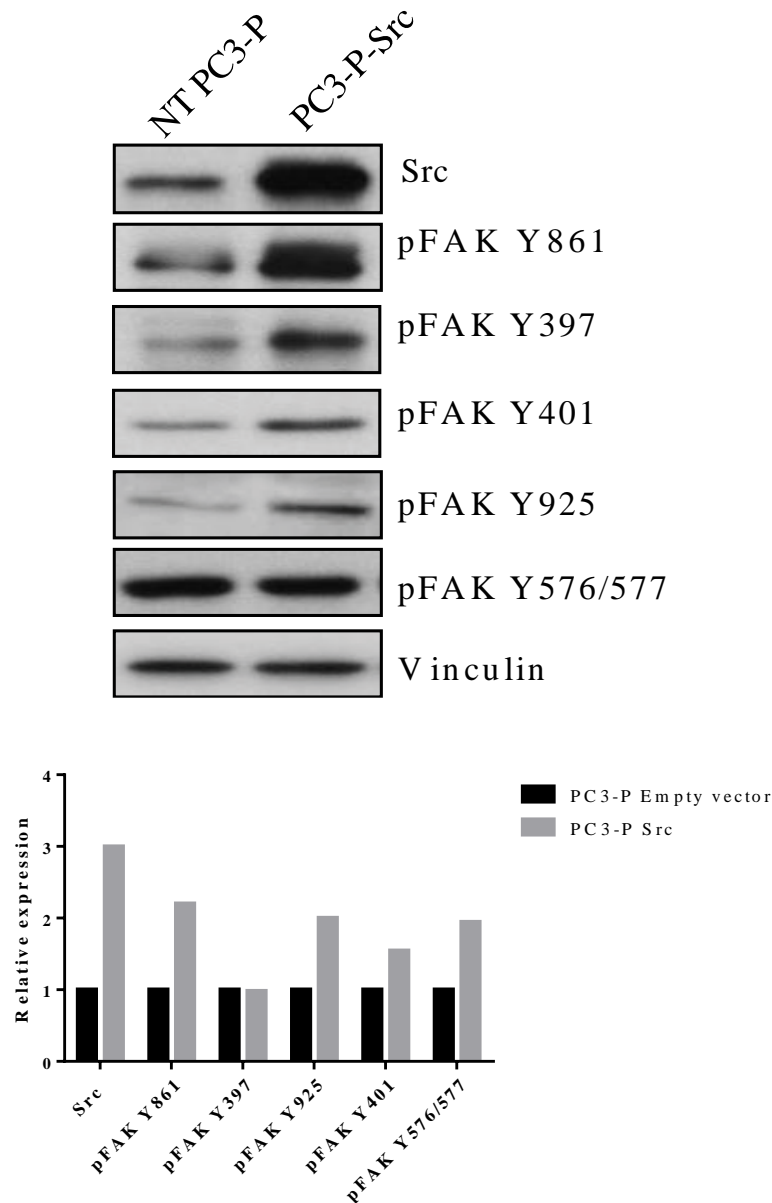 NT PC3-P
PC3-P-Src
Src
pFAK Y861
pFAK Y397
pFAK Y401
pFAK Y925
pFAK Y576/577
Vinculin
4
3
2
1
0
Relative expression
PC3-P Empty vector
PC3-P Src
Src
pFAK Y861
pFAK Y397
pFAK Y925
pFAK Y401
pFAK Y576/577